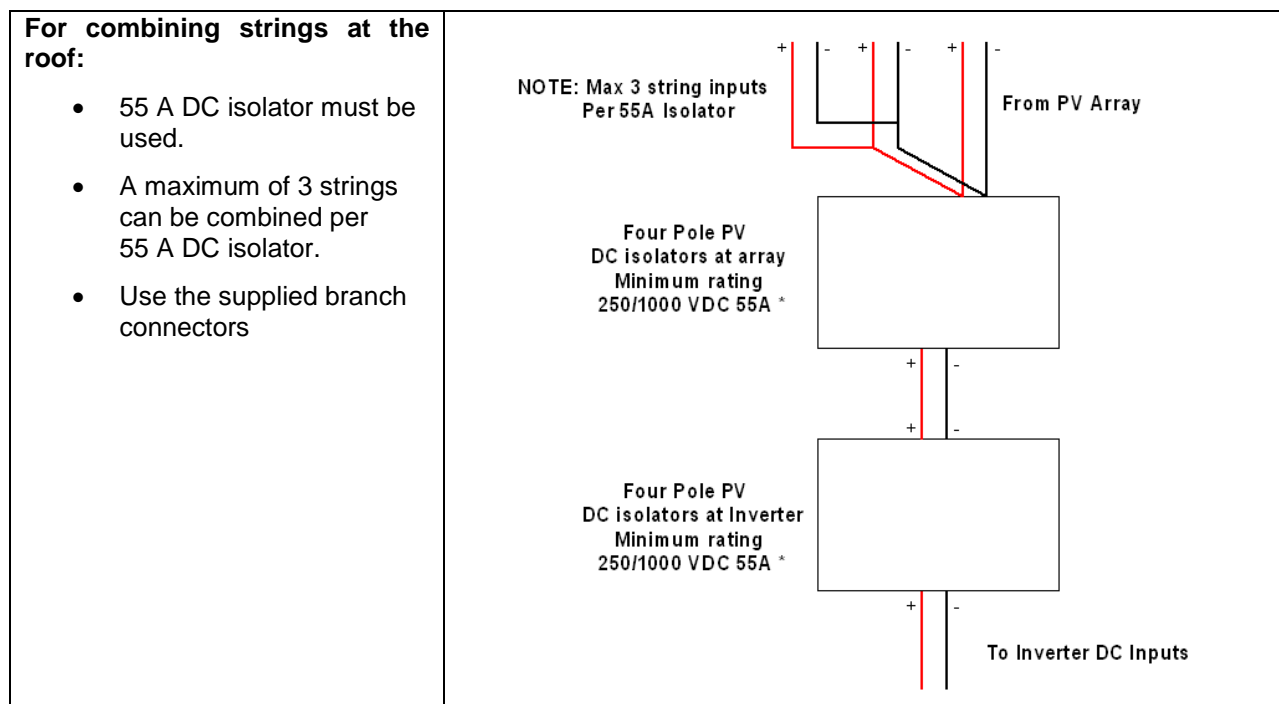 For combining strings at the
roof:
• 55 A DC isolator must be
used.
• A maximum of 3 strings
can be combined per
55 A DC isolator.
• Use the supplied branch
connectors
+ - + - + -
NOTE: Max 3 string inputs
Per 55A Isolator
From PV Array
Four Pole PV
DC isolators at array
Minimum rating
250/1000 VDC 55A *
+ -
+ -
Four Pole PV
DC isolators at Inverter
Minimum rating
250/1000 VDC 55A *
+ -
To Inverter DC Inputs